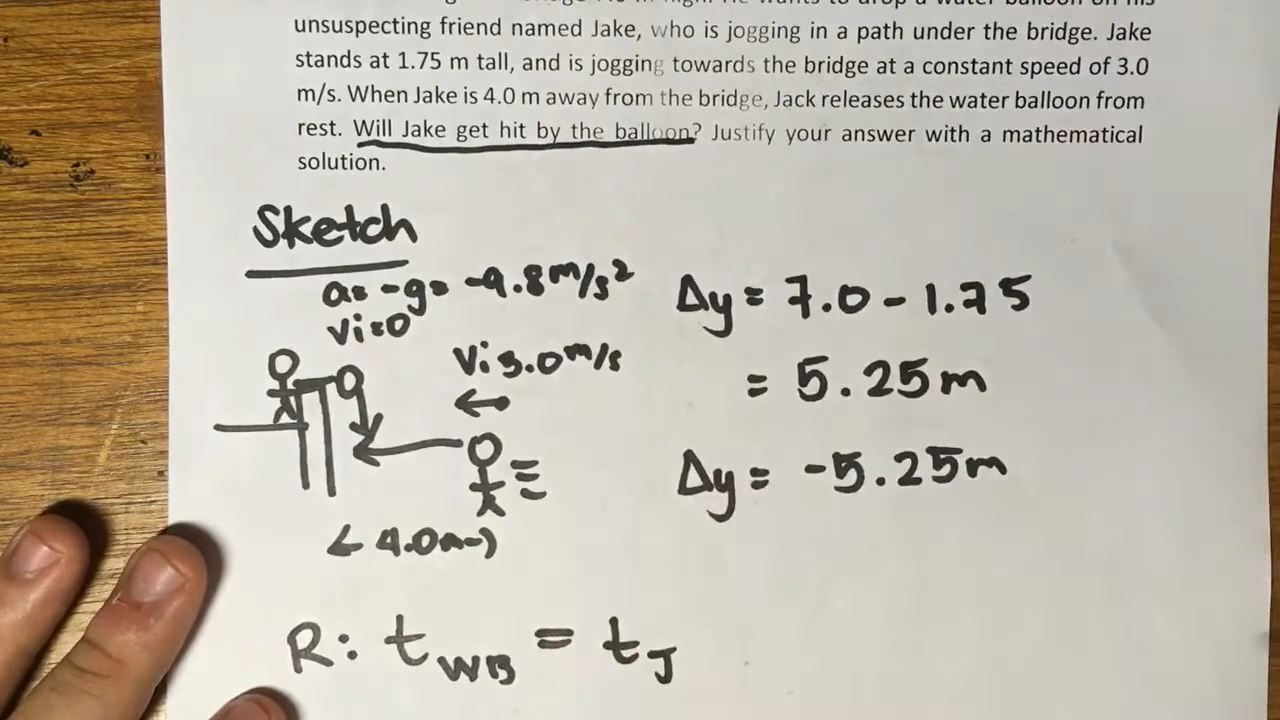 unsuspecting friend named Jake, who is jogging in a path under the bridge. Jake
stands at 1.75 m tall, and is jogging towards the bridge at a constant speed of 3.0
m/s. When Jake is 4.0 m away from the bridge, Jack releases the water balloon from
rest. Will Jake get hit by the balloon? Justify your answer with a mathematical
solution.
Sketch
a = -g = -9.8 m/s²
Vi = 0
Vi 3.0 m/s
← 4.0m →
Δy = 7.0 - 1.75
= 5.25m
Δy = -5.25m
R: tWB = tJ